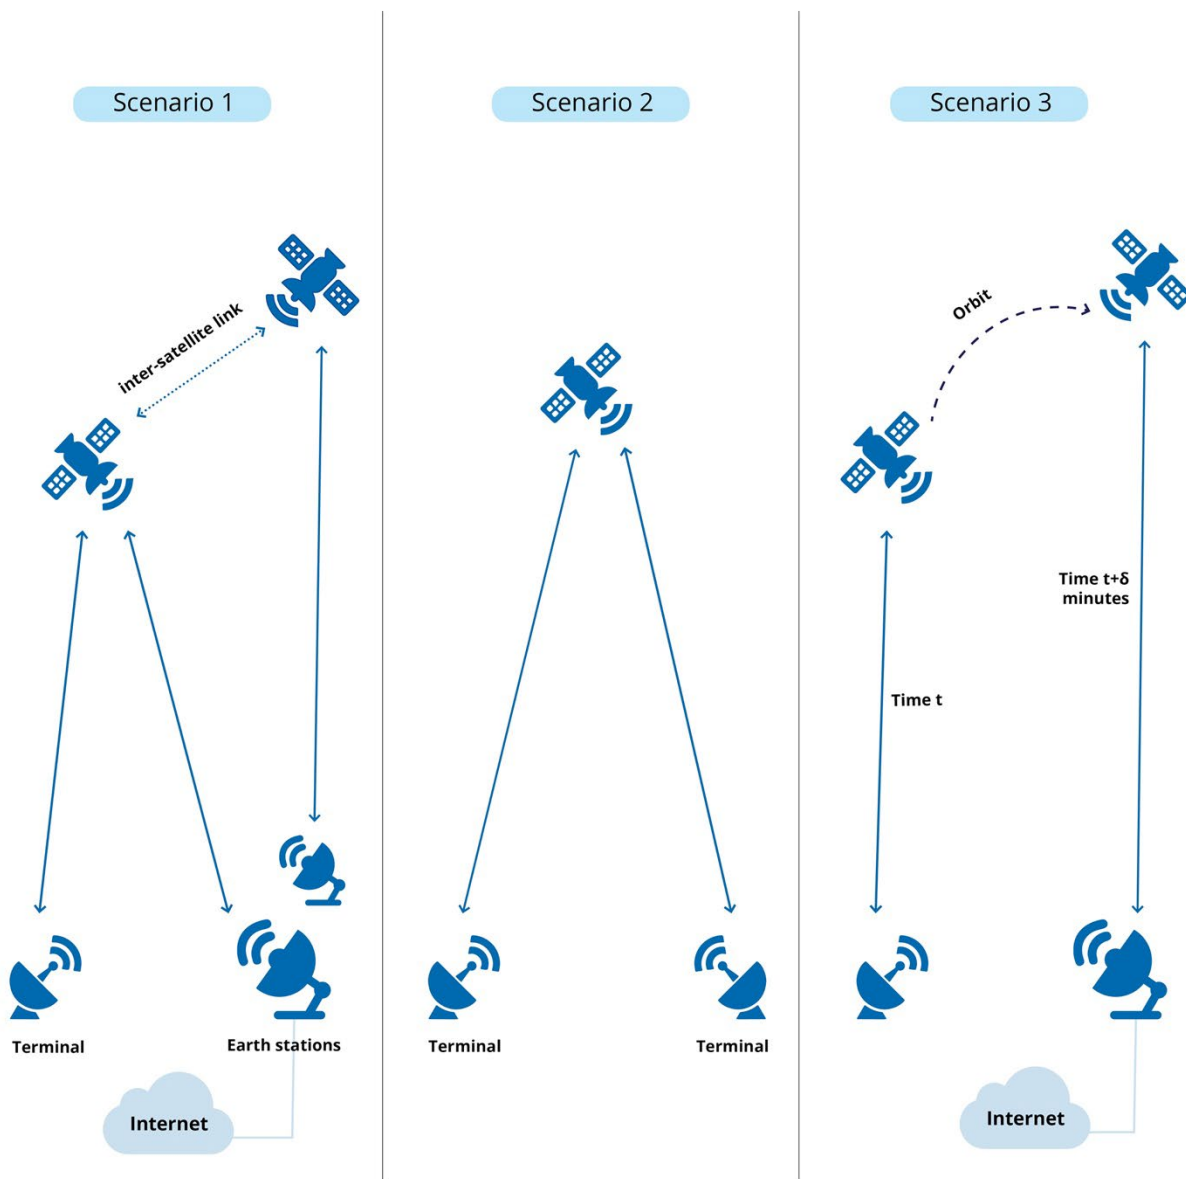 Scenario 1
inter-satellite link
Terminal
Earth stations
Internet
Scenario 2
Terminal
Terminal
Scenario 3
Orbit
Time t+δ
minutes
Time t
Internet